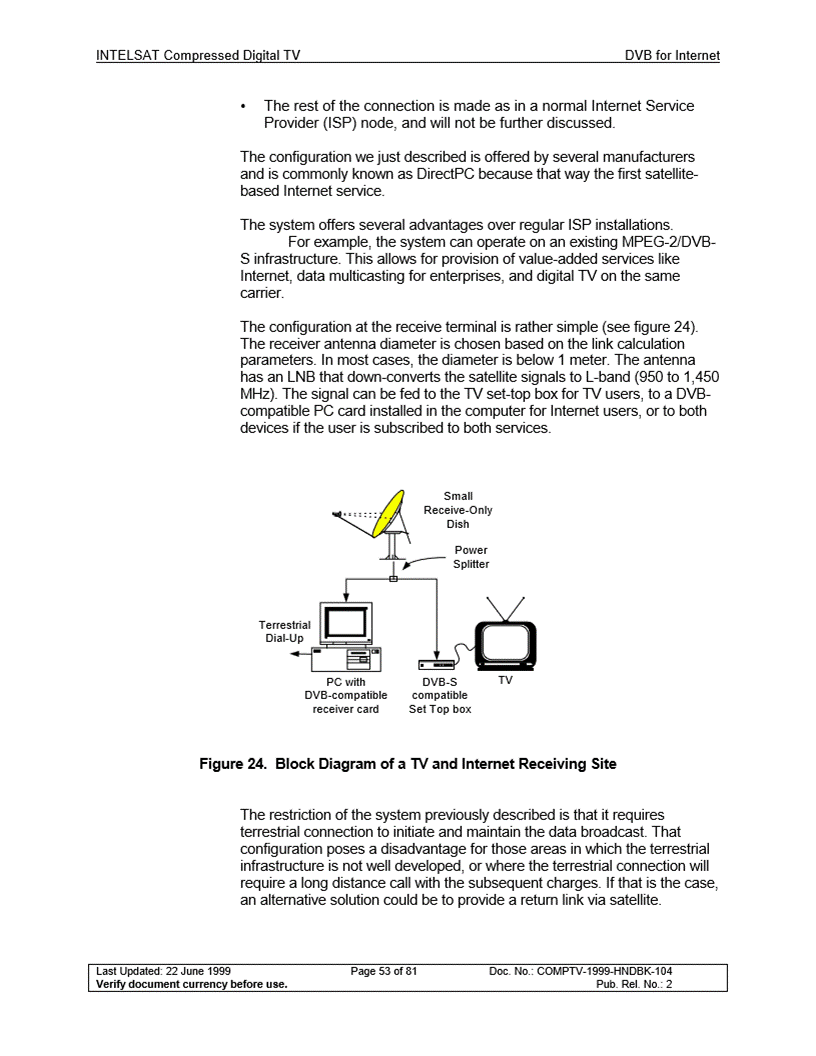 INTELSAT Compressed Digital TV DVB for Internet
• The rest of the connection is made as in a normal Internet Service
Provider (ISP) node, and will not be further discussed.
The configuration we just described is offered by several manufacturers
and is commonly known as DirectPC because that way the first satellite-
based Internet service.
The system offers several advantages over regular ISP installations.
For example, the system can operate on an existing MPEG-2/DVB-
S infrastructure. This allows for provision of value-added services like
Internet, data multicasting for enterprises, and digital TV on the same
carrier.
The configuration at the receive terminal is rather simple (see figure 24).
The receiver antenna diameter is chosen based on the link calculation
parameters. In most cases, the diameter is below 1 meter. The antenna
has an LNB that down-converts the satellite signals to L-band (950 to 1,450
MHz). The signal can be fed to the TV set-top box for TV users, to a DVB-
compatible PC card installed in the computer for Internet users, or to both
devices if the user is subscribed to both services.
Small
Receive-Only
Dish
Power
Splitter
Terrestrial
Dial-Up
PC with
DVB-compatible
receiver card
DVB-S
compatible
Set Top box
TV
Figure 24. Block Diagram of a TV and Internet Receiving Site
The restriction of the system previously described is that it requires
terrestrial connection to initiate and maintain the data broadcast. That
configuration poses a disadvantage for those areas in which the terrestrial
infrastructure is not well developed, or where the terrestrial connection will
require a long distance call with the subsequent charges. If that is the case,
an alternative solution could be to provide a return link via satellite.
Last Updated: 22 June 1999 Page 53 of 81 Doc. No.: COMPTV-1999-HNDBK-104
Verify document currency before use. Pub. Rel. No.: 2